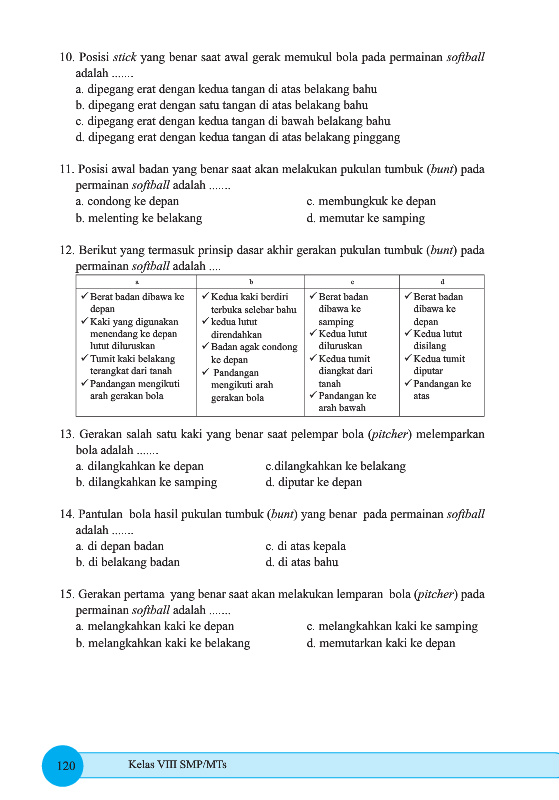 10. Posisi stick yang benar saat awal gerak memukul bola pada permainan softball
adalah .......
a. dipegang erat dengan kedua tangan di atas belakang bahu
b. dipegang erat dengan satu tangan di atas belakang bahu
c. dipegang erat dengan kedua tangan di bawah belakang bahu
d. dipegang erat dengan kedua tangan di atas belakang pinggang
11. Posisi awal badan yang benar saat akan melakukan pukulan tumbuk (bunt) pada
permainan softball adalah .......
a. condong ke depan c. membungkuk ke depan
b. melenting ke belakang d. memutar ke samping
12. Berikut yang termasuk prinsip dasar akhir gerakan pukulan tumbuk (bunt) pada
permainan softball adalah ....
a
✓ Berat badan dibawa ke
depan
✓ Kaki yang digunakan
menendang ke depan
lutut diluruskan
✓ Tumit kaki belakang
terangkat dari tanah
✓ Pandangan mengikuti
arah gerakan bola
b
✓ Kedua kaki berdiri
terbuka selebar bahu
✓ kedua lutut
direndahkan
✓ Badan agak condong
ke depan
✓ Pandangan
mengikuti arah
gerakan bola
c
✓ Berat badan
dibawa ke
samping
✓ Kedua lutut
diluruskan
✓ Kedua tumit
diangkat dari
tanah
✓ Pandangan ke
arah bawah
d
✓ Berat badan
dibawa ke
depan
✓ Kedua lutut
disilang
✓ Kedua tumit
diputar
✓ Pandangan ke
atas
13. Gerakan salah satu kaki yang benar saat pelempar bola (pitcher) melemparkan
bola adalah .......
a. dilangkahkan ke depan c.dilangkahkan ke belakang
b. dilangkahkan ke samping d. diputar ke depan
14. Pantulan bola hasil pukulan tumbuk (bunt) yang benar pada permainan softball
adalah .......
a. di depan badan c. di atas kepala
b. di belakang badan d. di atas bahu
15. Gerakan pertama yang benar saat akan melakukan lemparan bola (pitcher) pada
permainan softball adalah .......
a. melangkahkan kaki ke depan c. melangkahkan kaki ke samping
b. melangkahkan kaki ke belakang d. memutarkan kaki ke depan
120 Kelas VIII SMP/MTs